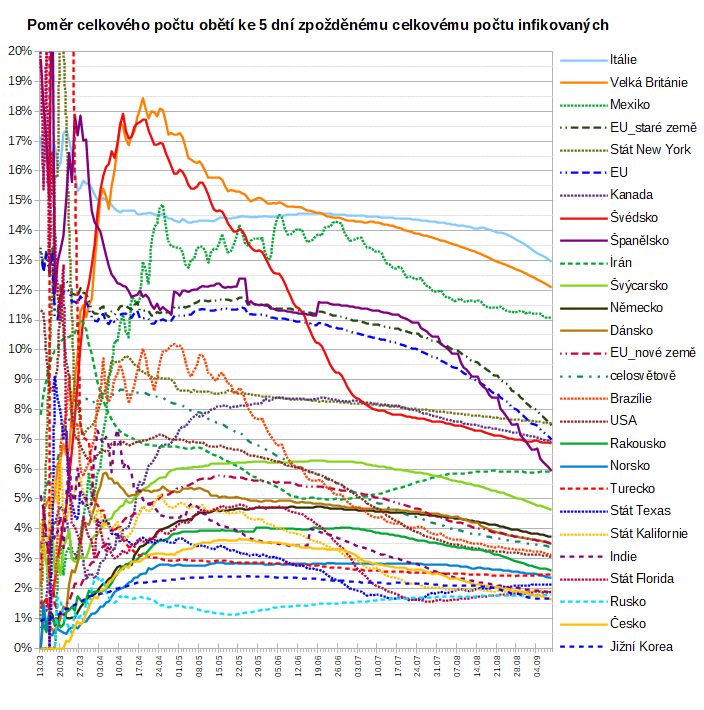 Poměr celkového počtu obětí ke 5 dní zpožděnému celkovému počtu infikovaných
20%
19%
18%
17%
16%
15%
14%
13%
12%
11%
10%
9%
8%
7%
6%
5%
4%
3%
2%
1%
0%
13.03
20.03
27.03
03.04
10.04
17.04
24.04
01.05
08.05
15.05
22.05
29.05
05.06
12.06
19.06
26.06
03.07
10.07
17.07
24.07
31.07
07.08
14.08
21.08
28.08
04.09
Itálie
Velká Británie
Mexiko
EU_staré země
Stát New York
EU
Kanada
Švédsko
Španělsko
Írán
Švýcarsko
Německo
Dánsko
EU_nové země
celosvětově
Brazílie
USA
Rakousko
Norsko
Turecko
Stát Texas
Stát Kalifornie
Indie
Stát Florida
Rusko
Česko
Jižní Korea